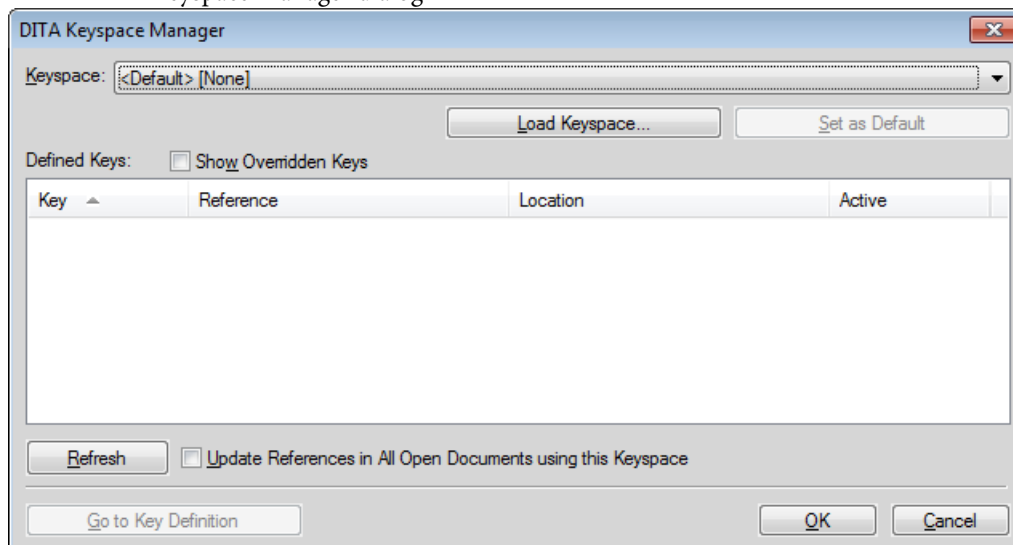 DITA Keyspace Manager
Keyspace: <Default> [None]
Load Keyspace... Set as Default
Defined Keys: Show Overridden Keys
Key Reference Location Active
Refresh Update References in All Open Documents using this Keyspace
Go to Key Definition OK Cancel